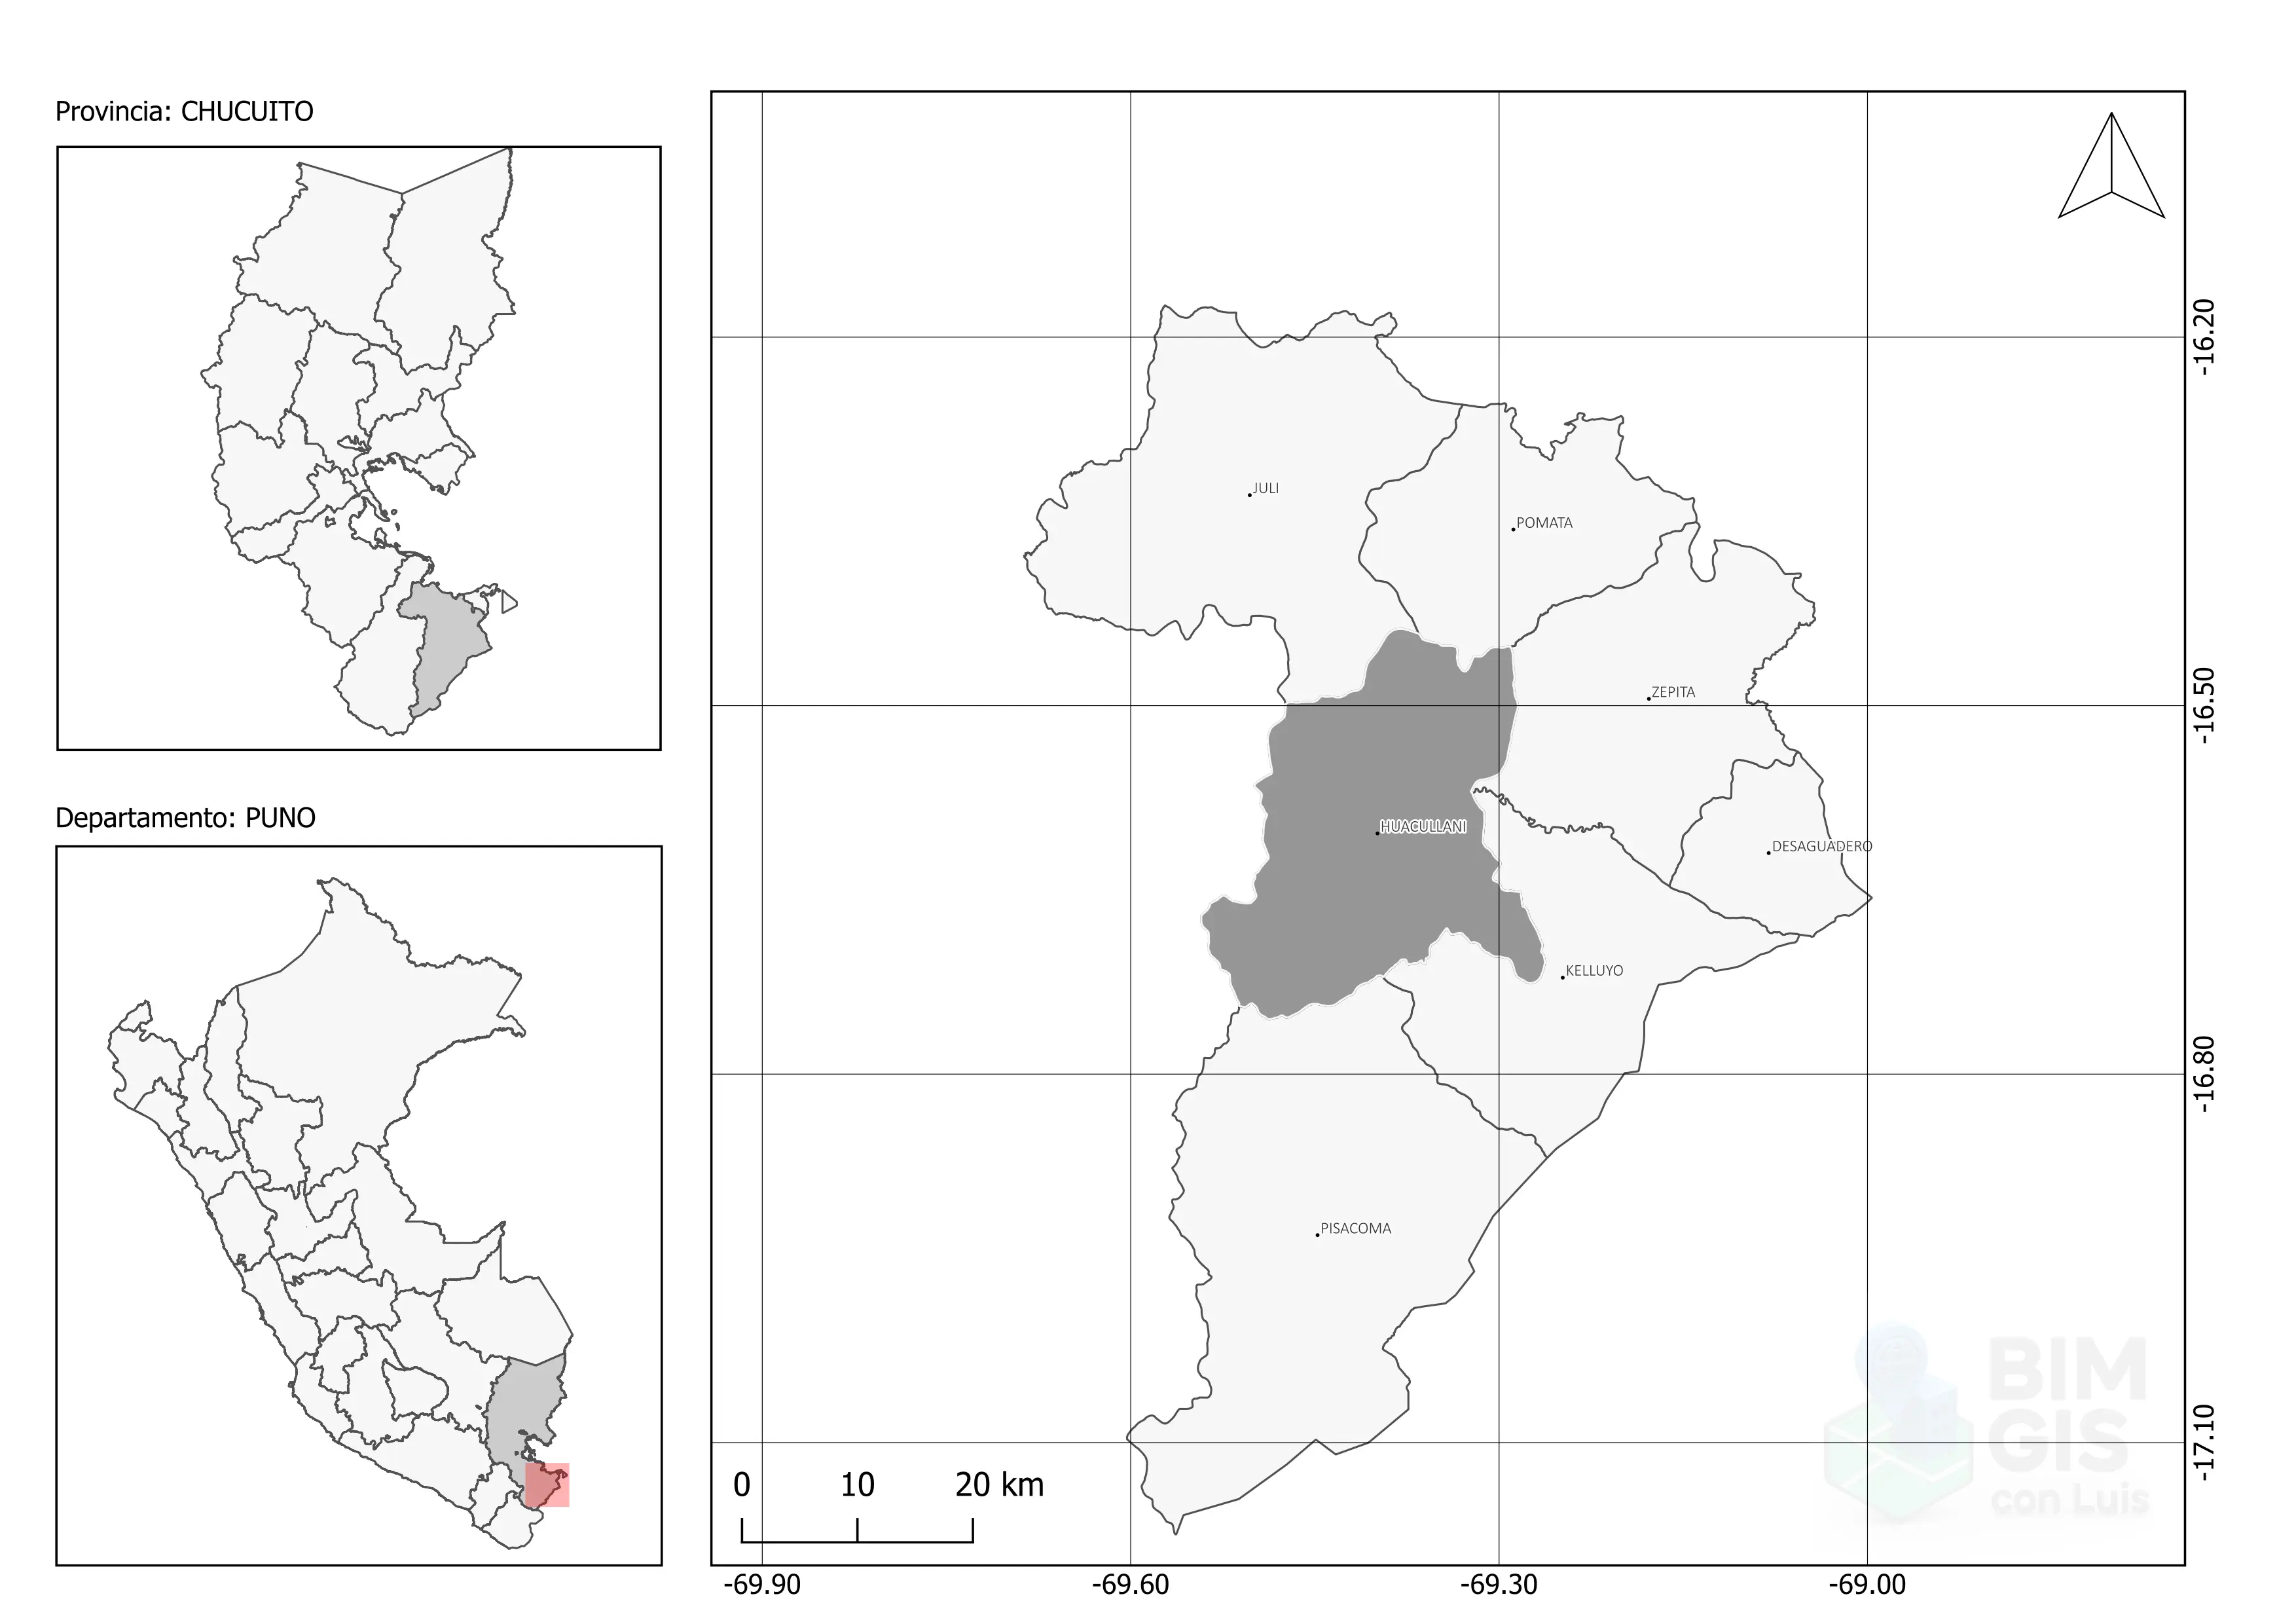 Provincia: CHUCUITO
Departamento: PUNO
JULI
POMATA
ZEPITA
HUACULLANI
DESAGUADERO
KELLUYO
PISACOMA
-16.20
-16.50
-16.80
-17.10
0 10 20 km
-69.90 -69.60 -69.30 -69.00
BIM
GIS
con Luis